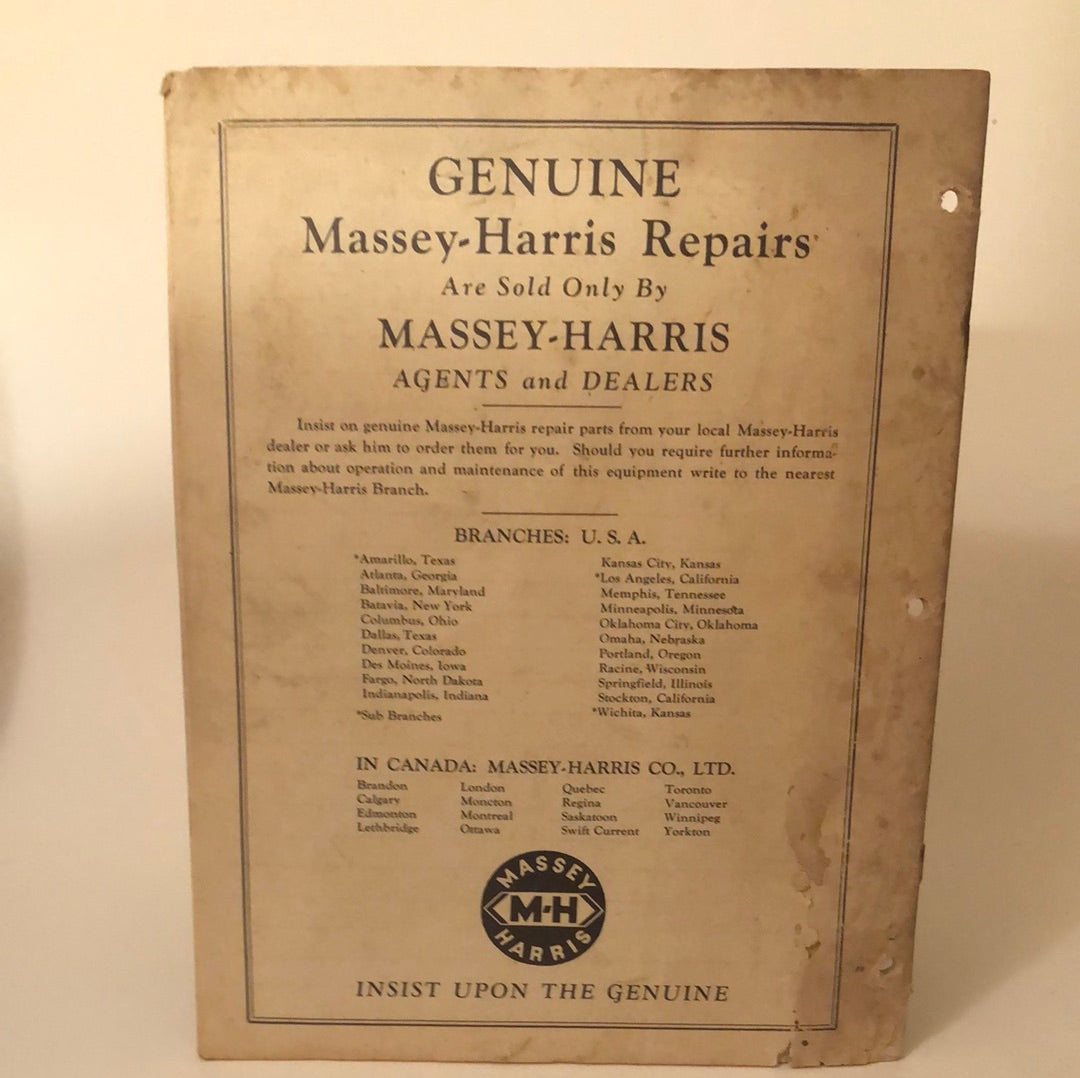 GENUINE
Massey-Harris Repairs
Are Sold Only By
MASSEY-HARRIS
AGENTS and DEALERS
Insist on genuine Massey-Harris repair parts from your local Massey-Harris
dealer or ask him to order them for you. Should you require further informa-
tion about operation and maintenance of this equipment write to the nearest
Massey-Harris Branch.
BRANCHES: U. S. A.
*Amarillo, Texas
Atlanta, Georgia
Baltimore, Maryland
Batavia, New York
Columbus, Ohio
Dallas, Texas
Denver, Colorado
Des Moines, Iowa
Fargo, North Dakota
Indianapolis, Indiana
*Sub Branches
Kansas City, Kansas
*Los Angeles, California
Memphis, Tennessee
Minneapolis, Minnesota
Oklahoma City, Oklahoma
Omaha, Nebraska
Portland, Oregon
Racine, Wisconsin
Springfield, Illinois
Stockton, California
*Wichita, Kansas
IN CANADA: MASSEY-HARRIS CO., LTD.
Brandon London Quebec Toronto
Calgary Moncton Regina Vancouver
Edmonton Montreal Saskatoon Winnipeg
Lethbridge Ottawa Swift Current Yorkton
MASSEY
M-H
HARRIS
INSIST UPON THE GENUINE